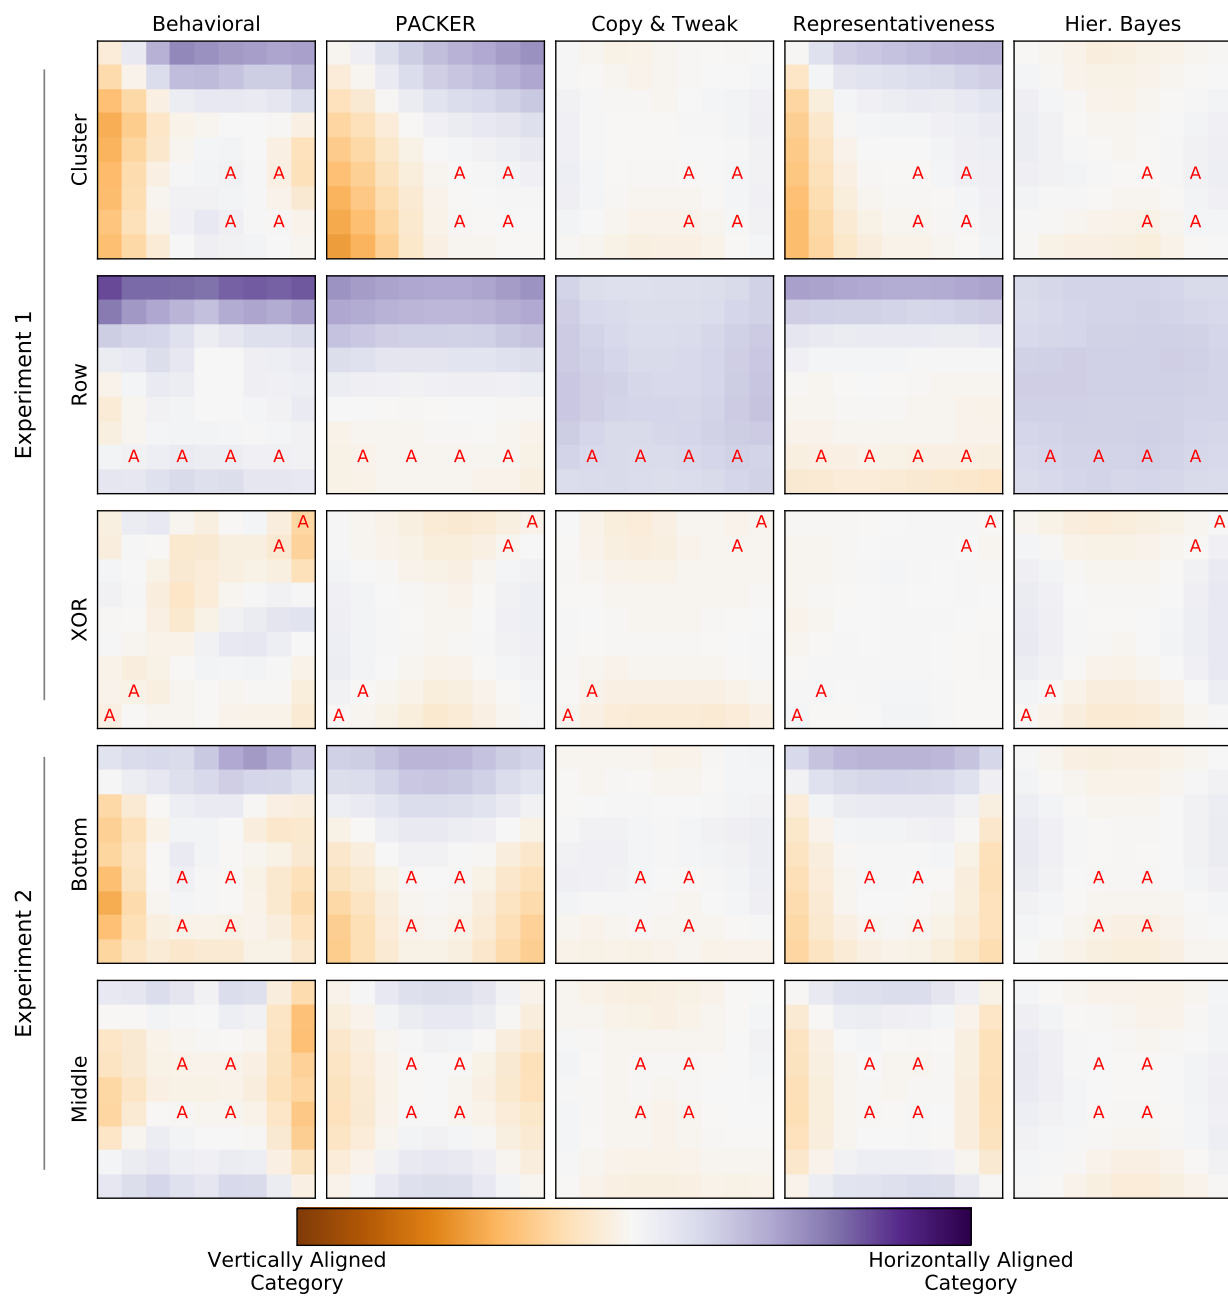 Behavioral PACKER Copy & Tweak Representativeness Hier. Bayes
Experiment 1
Cluster
A A A A A A A A A A
A A A A A A A A A A
Row
A A A A A A A A A A A A A A A A A A A A
XOR
A A A A A
A A A A A
A A A A A
A A A A A
Experiment 2
Bottom
A A A A A A A A A A
A A A A A A A A A A
Middle
A A A A A A A A A A
A A A A A A A A A A
Vertically Aligned
Category
Horizontally Aligned
Category